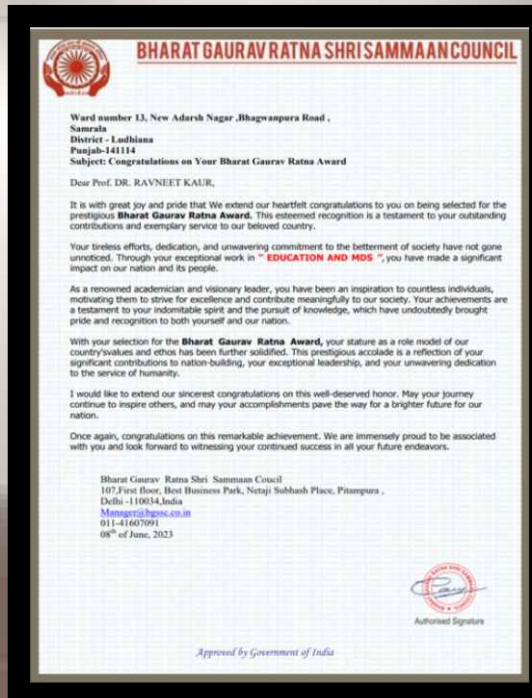 BHARAT GAURAV RATNA SHRI SAMMAAN COUNCIL
Ward number 13, New Adarsh Nagar ,Bhagwanpura Road ,
Samrala
District - Ludhiana
Punjab-141114
Subject: Congratulations on Your Bharat Gaurav Ratna Award
Dear Prof. DR. RAVNEET KAUR,
It is with great joy and pride that We extend our heartfelt congratulations to you on being selected for the
prestigious Bharat Gaurav Ratna Award. This esteemed recognition is a testament to your outstanding
contributions and exemplary service to our beloved country.
Your tireless efforts, dedication, and unwavering commitment to the betterment of society have not gone
unnoticed. Through your exceptional work in " EDUCATION AND MDS ", you have made a significant
impact on our nation and its people.
As a renowned academician and visionary leader, you have been an inspiration to countless individuals,
motivating them to strive for excellence and contribute meaningfully to our society. Your achievements are
a testament to your indomitable spirit and the pursuit of knowledge, which have undoubtedly brought
pride and recognition to both yourself and our nation.
With your selection for the Bharat Gaurav Ratna Award, your stature as a role model of our
country'svalues and ethos has been further solidified. This prestigious accolade is a reflection of your
significant contributions to nation-building, your exceptional leadership, and your unwavering dedication
to the service of humanity.
I would like to extend our sincerest congratulations on this well-deserved honor. May your journey
continue to inspire others, and may your accomplishments pave the way for a brighter future for our
nation.
Once again, congratulations on this remarkable achievement. We are immensely proud to be associated
with you and look forward to witnessing your continued success in all your future endeavors.
Bharat Gaurav Ratna Shri Sammaan Coucil
107,First floor, Best Business Park, Netaji Subhash Place, Pitampura ,
Delhi -110034,India
Manager@bgssc.co.in
011-41607091
08th of June, 2023
Authorised Signature
Approved by Government of India